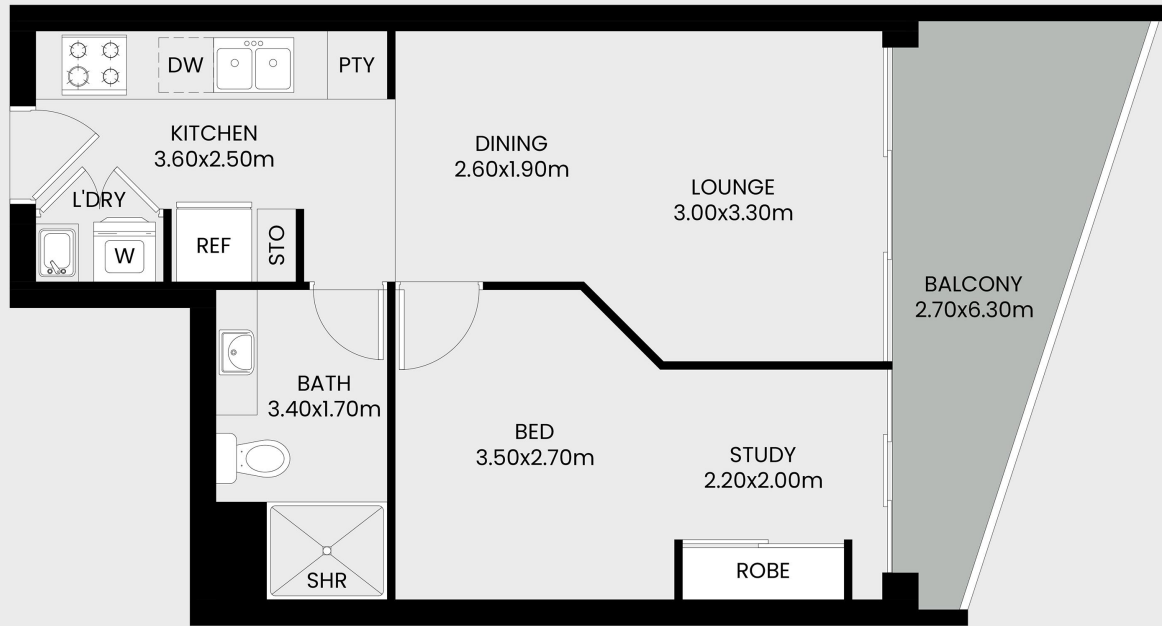 DW
PTY
KITCHEN
3.60x2.50m
DINING
2.60x1.90m
LOUNGE
3.00x3.30m
L'DRY
W
REF
STO
BALCONY
2.70x6.30m
BATH
3.40x1.70m
BED
3.50x2.70m
STUDY
2.20x2.00m
SHR
ROBE